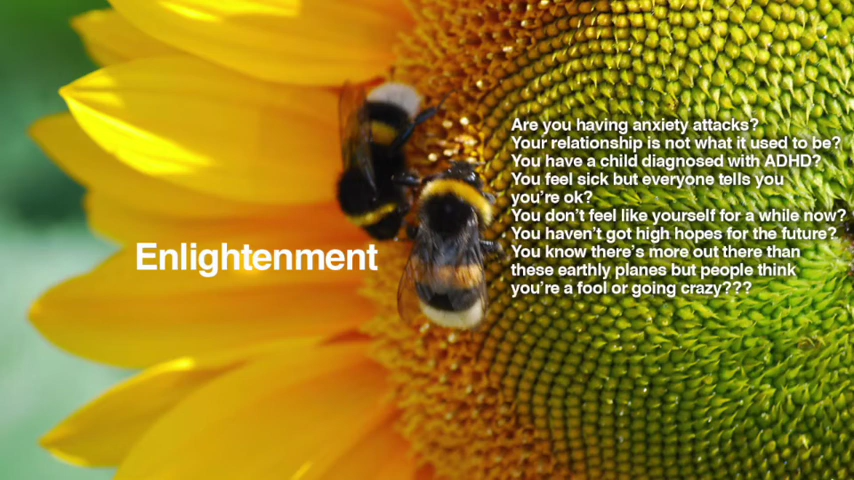 Enlightenment
Are you having anxiety attacks?
Your relationship is not what it used to be?
You have a child diagnosed with ADHD?
You feel sick but everyone tells you
you're ok?
You don't feel like yourself for a while now?
You haven't got high hopes for the future?
You know there's more out there than
these earthly planes but people think
you're a fool or going crazy???